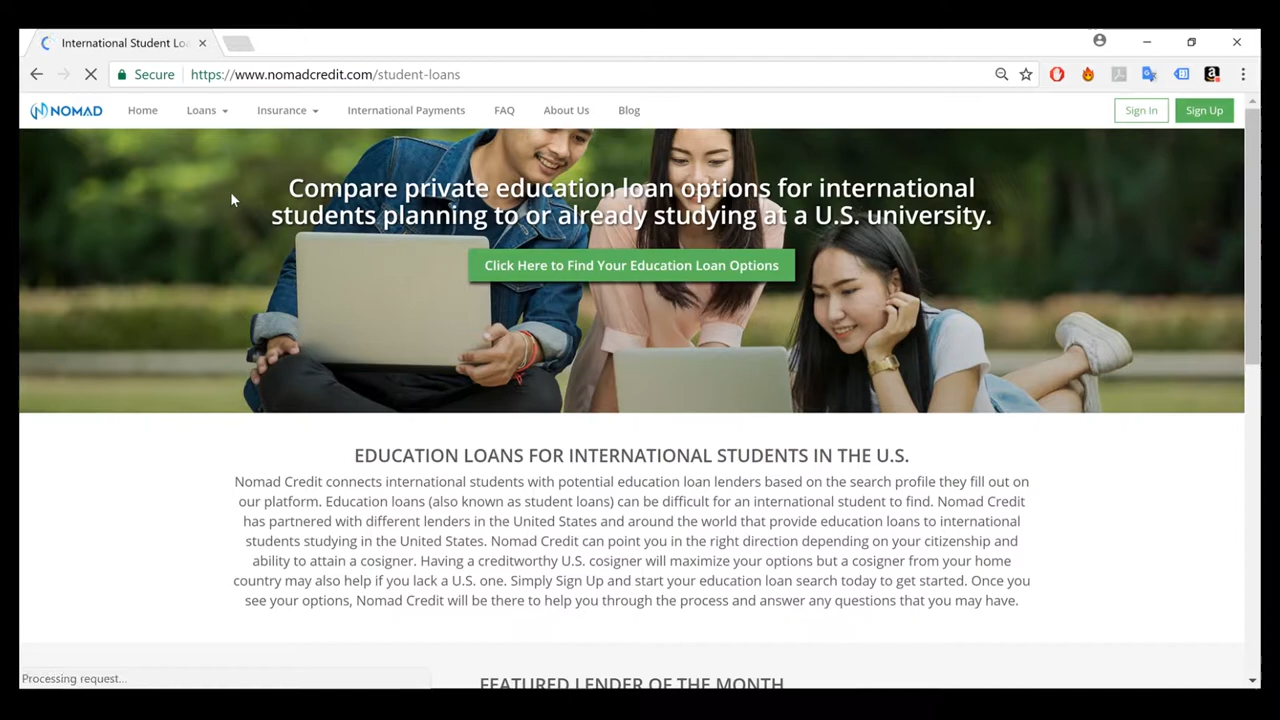 International Student Lo
Secure https://www.nomadcredit.com/student-loans
NOMAD Home Loans Insurance International Payments FAQ About Us Blog Sign In Sign Up
Compare private education loan options for international
students planning to or already studying at a U.S. university.
Click Here to Find Your Education Loan Options
EDUCATION LOANS FOR INTERNATIONAL STUDENTS IN THE U.S.
Nomad Credit connects international students with potential education loan lenders based on the search profile they fill out on
our platform. Education loans (also known as student loans) can be difficult for an international student to find. Nomad Credit
has partnered with different lenders in the United States and around the world that provide education loans to international
students studying in the United States. Nomad Credit can point you in the right direction depending on your citizenship and
ability to attain a cosigner. Having a creditworthy U.S. cosigner will maximize your options but a cosigner from your home
country may also help if you lack a U.S. one. Simply Sign Up and start your education loan search today to get started. Once you
see your options, Nomad Credit will be there to help you through the process and answer any questions that you may have.
Processing request...
FEATURED LENDER OF THE MONTH